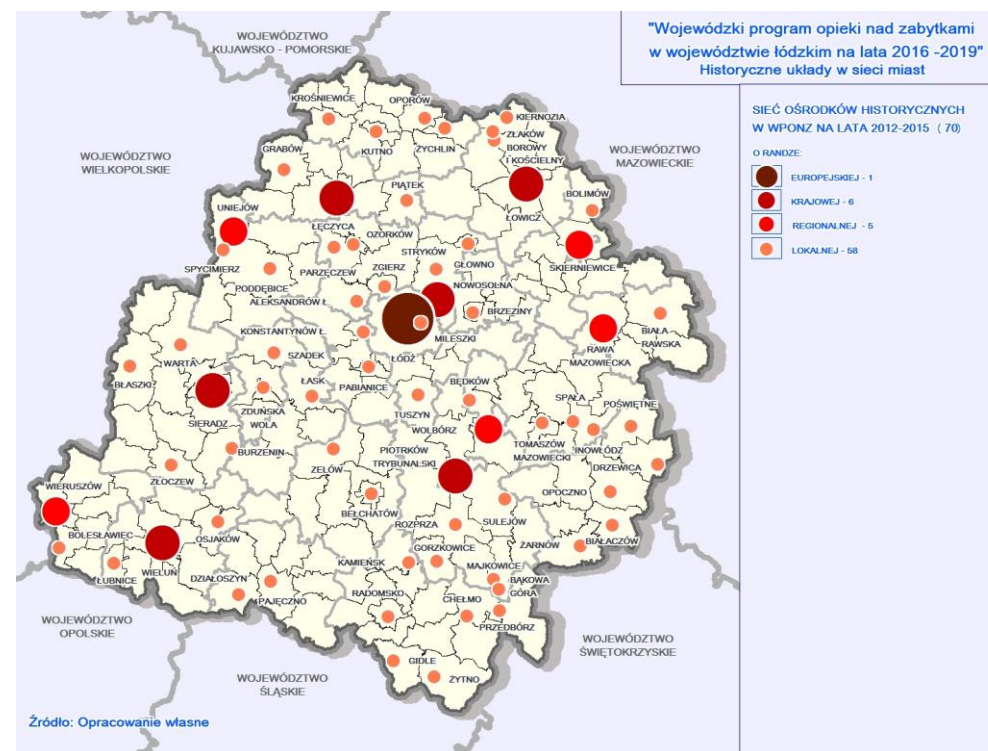 WOJEWÓDZTWO
KUJAWSKO - POMORSKIE
"Wojewódzki program opieki nad zabytkami
w województwie łódzkim na lata 2016 -2019"
Historyczne układy w sieci miast
SIEĆ OŚRODKÓW HISTORYCZNYCH
W WPONZ NA LATA 2012-2015 ( 70)
O RANDZE:
EUROPEJSKIEJ - 1
KRAJOWEJ - 6
REGIONALNEJ - 5
LOKALNEJ - 58
WOJEWÓDZTWO
WIELKOPOLSKIE
WOJEWÓDZTWO
MAZOWIECKIE
KROŚNIEWICE
OPORÓW
KIERNOZIA
KUTNO
ŻYCHLIN
ZŁAKÓW
BOROWY
I KOŚCIELNY
GRABÓW
PIĄTEK
BOLIMÓW
UNIEJÓW
ŁĘCZYCA
ŁOWICZ
OZORKÓW
STRYKÓW
SPYCIMIERZ
PARZĘCZEW
ZGIERZ
GŁOWNO
SKIERNIEWICE
PODDĘBICE
NOWOSOLNA
ALEKSANDRÓW Ł.
BRZEZINY
KONSTANTYNÓW Ł.
MILESZKI
BIAŁA
RAWSKA
RAWA
MAZOWIECKA
WARTA
SZADEK
ŁÓDŹ
BŁASZKI
ŁASK
PABIANICE
BĘDKÓW
SIERADZ
ZDUŃSKA
WOLA
TUSZYN
WOLBÓRZ
SPAŁA
POŚWIĘTNE
BURZENIN
PIOTRKÓW
TRYBUNALSKI
TOMASZÓW
MAZOWIECKI
INOWŁÓDZ
ZŁOCZEW
ZELÓW
DRZEWICA
WIERUSZÓW
BEŁCHATÓW
OPOCZNO
BOLESŁAWIEC
OSJAKÓW
ROZPRZA
SULEJÓW
BIAŁACZÓW
WIELUŃ
ŻARNÓW
ŁUBNICE
DZIAŁOSZYN
KAMIEŃSK
GORZKOWICE
MAJKOWICE
PAJĘCZNO
RADOMSKO
CHEŁMO
BĄKOWA
GÓRA
PRZEDBÓRZ
WOJEWÓDZTWO
OPOLSKIE
WOJEWÓDZTWO
ŚWIĘTOKRZYSKIE
GIDLE
ŻYTNO
WOJEWÓDZTWO
ŚLĄSKIE
Źródło: Opracowanie własne